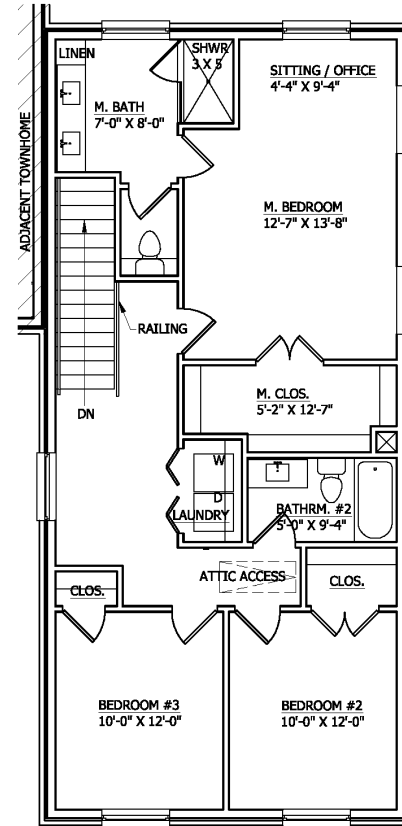 LINEN
SHWR
3 X 5
SITTING / OFFICE
4'-4" X 9'-4"
M. BATH
7'-0" X 8'-0"
ADJACENT TOWNHOME
M. BEDROOM
12'-7" X 13'-8"
RAILING
DN
M. CLOS.
5'-2" X 12'-7"
W
D
LAUNDRY
BATHRM. #2
5'-0" X 9'-4"
ATTIC ACCESS
CLOS.
CLOS.
BEDROOM #3
10'-0" X 12'-0"
BEDROOM #2
10'-0" X 12'-0"